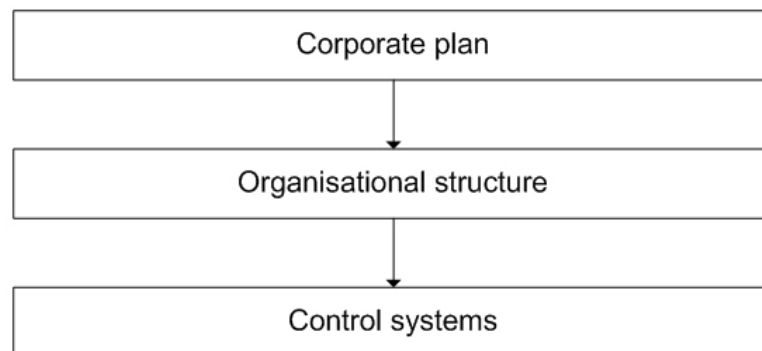 Corporate plan
Organisational structure
Control systems